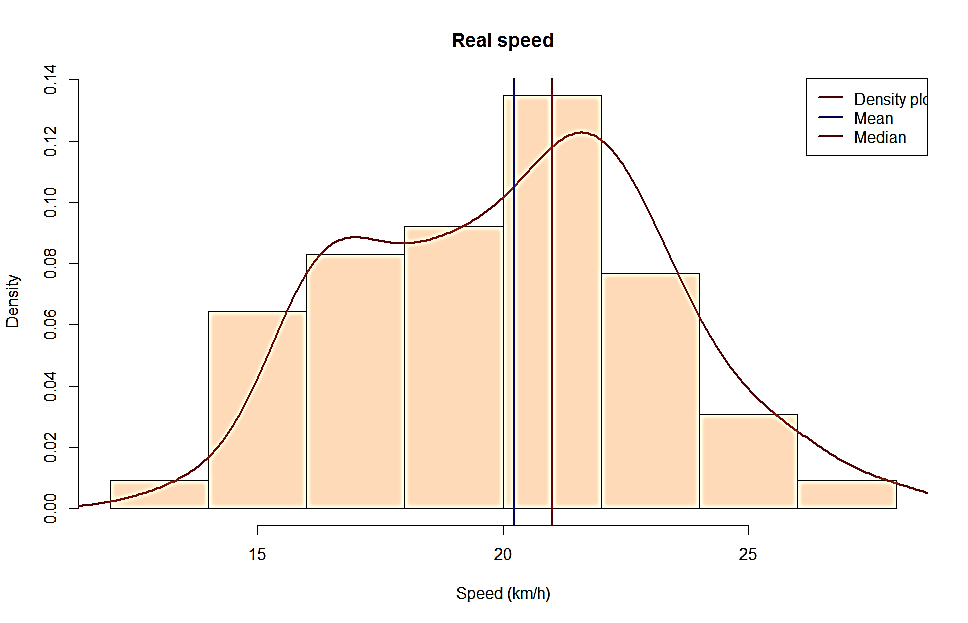 Real speed
Density plo
Mean
Median
0.14
0.12
0.10
0.08
0.06
0.04
0.02
0.00
Density
15 20 25
Speed (km/h)